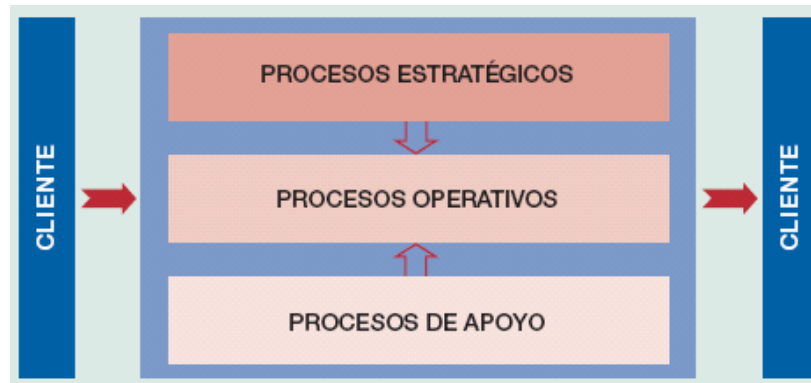 CLIENTE
PROCESOS ESTRATÉGICOS
PROCESOS OPERATIVOS
PROCESOS DE APOYO
CLIENTE